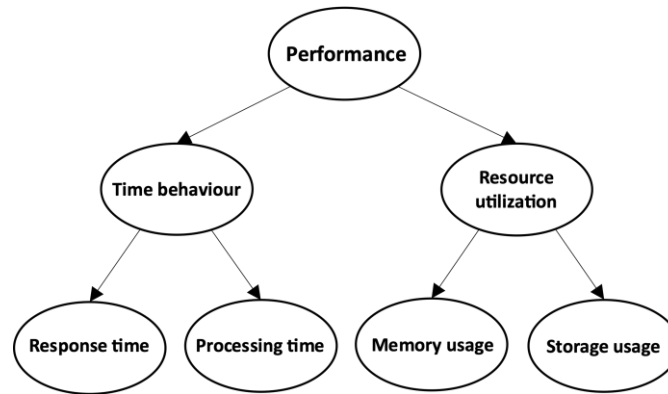 Performance
Time behaviour
Resource
utilization
Response time
Processing time
Memory usage
Storage usage